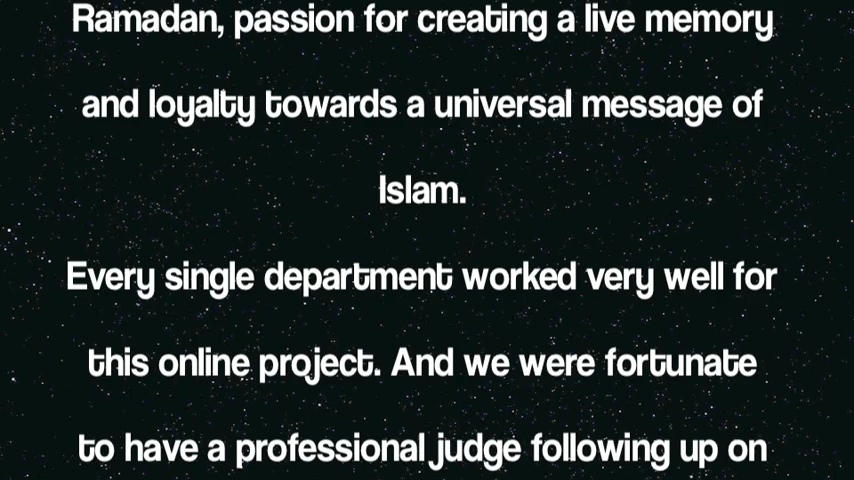 Ramadan, passion for creating a live memory
and loyalty towards a universal message of
Islam.
Every single department worked very well for
this online project. And we were fortunate
to have a professional judge following up on